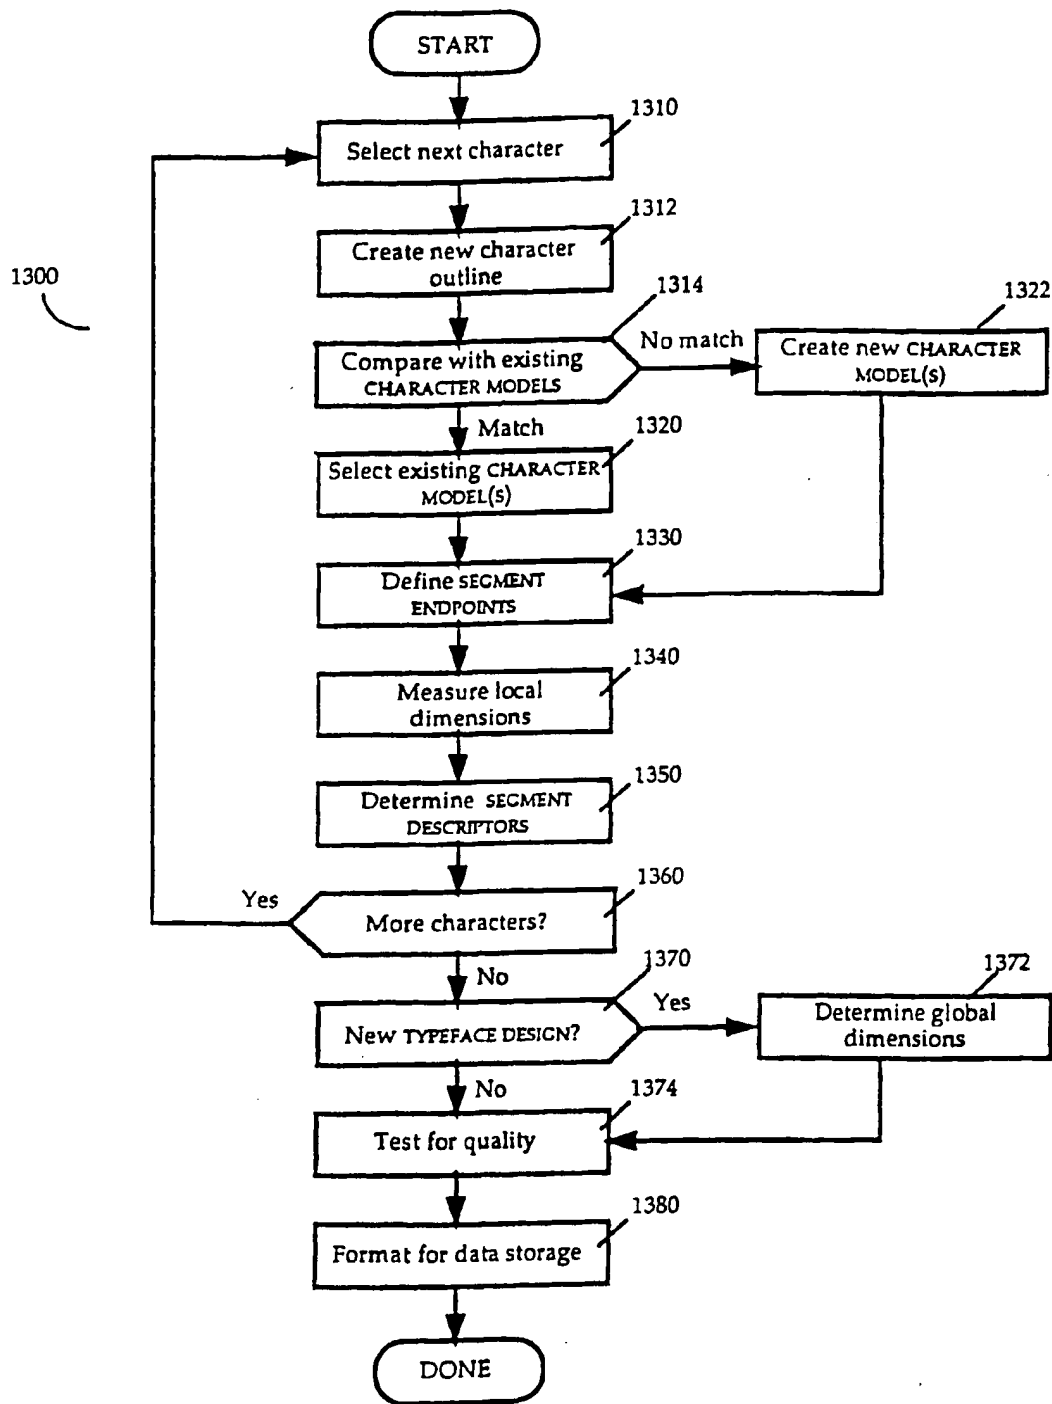 START
1310
Select next character
1312
Create new character
outline
1300
1314
Compare with existing
CHARACTER MODELS
No match
1322
Create new CHARACTER
MODEL(S)
Match
1320
Select existing CHARACTER
MODEL(S)
1330
Define SEGMENT
ENDPOINTS
1340
Measure local
dimensions
1350
Determine SEGMENT
DESCRIPTORS
1360
Yes
More characters?
No
1370
New TYPEFACE DESIGN?
Yes
1372
Determine global
dimensions
No
1374
Test for quality
1380
Format for data storage
DONE